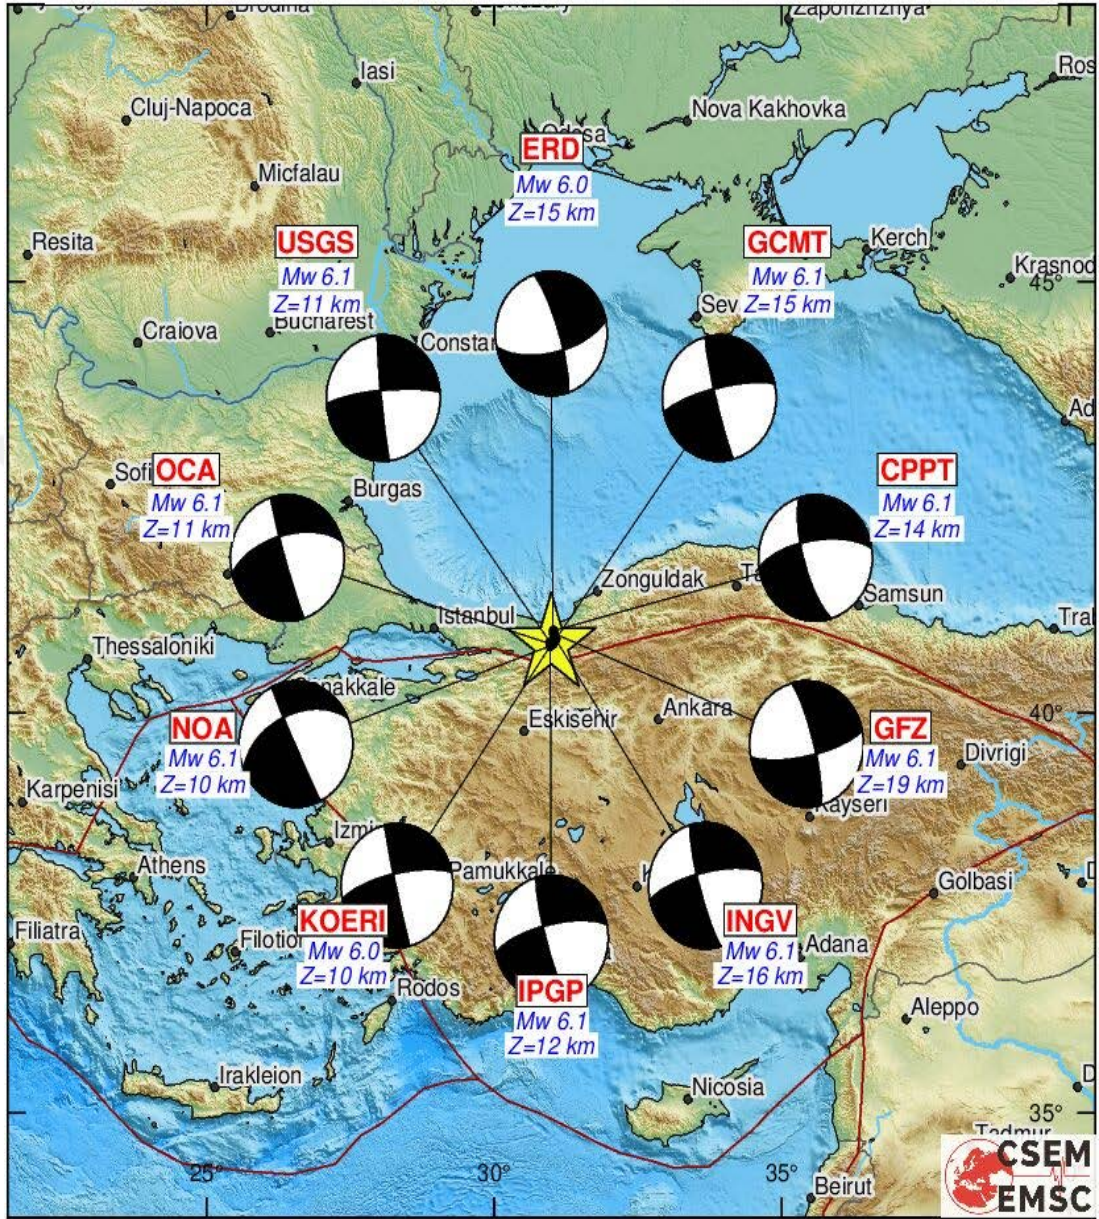 Zaporizhzhya
Iasi
Ros
Cluj-Napoca
Nova Kakhovka
Odesa
ERD
Mw 6.0
Z=15 km
Micfalau
Resita
USGS
Mw 6.1
Z=11 km
GCMT
Mw 6.1
Z=15 km
Kerch
Krasnod
45°
Craiova
Bucharest
Constan
Sev
Ad
Sofi
OCA
Mw 6.1
Z=11 km
Burgas
CPPT
Mw 6.1
Z=14 km
Zonguldak
Samsun
Istanbul
Tra
Thessaloniki
NOA
Mw 6.1
Z=10 km
Eskisehir
Ankara
40°
GFZ
Mw 6.1
Z=19 km
Divrigi
Karpenisi
Kayseri
Izmi
Athens
Pamukkale
Golbasi
D
Filiatra
Filotio
KOERI
Mw 6.0
Z=10 km
INGV
Mw 6.1
Z=16 km
Adana
Rodos
IPGP
Mw 6.1
Z=12 km
Aleppo
Irakleion
Nicosia
D
35°
Tadmur
25°
30°
35°
Beirut
CSEM
EMSC